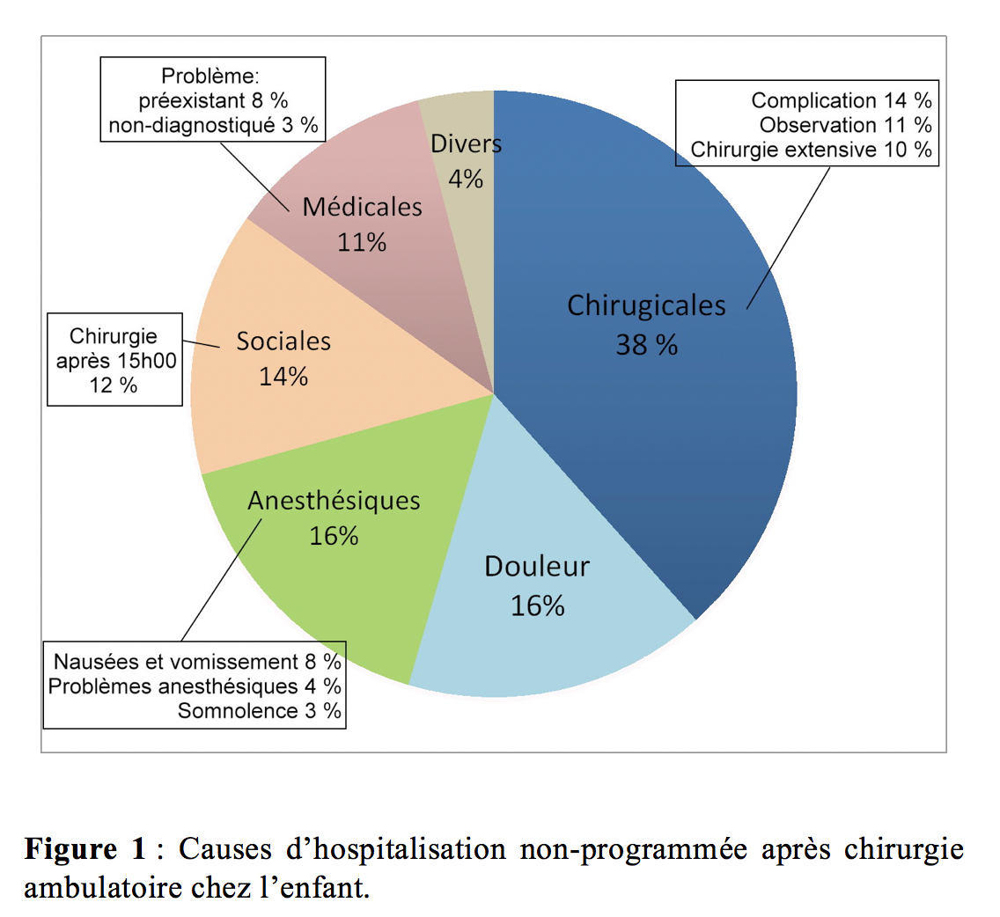 Problème:
préexistant 8 %
non-diagnostiqué 3 %
Complication 14 %
Observation 11 %
Chirurgie extensive 10 %
Divers
4%
Médicales
11%
Chirugicales
38 %
Chirurgie
après 15h00
12 %
Sociales
14%
Anesthésiques
16%
Douleur
16%
Nausées et vomissement 8 %
Problèmes anesthésiques 4 %
Somnolence 3 %
Figure 1 : Causes d’hospitalisation non-programmée après chirurgie
ambulatoire chez l’enfant.